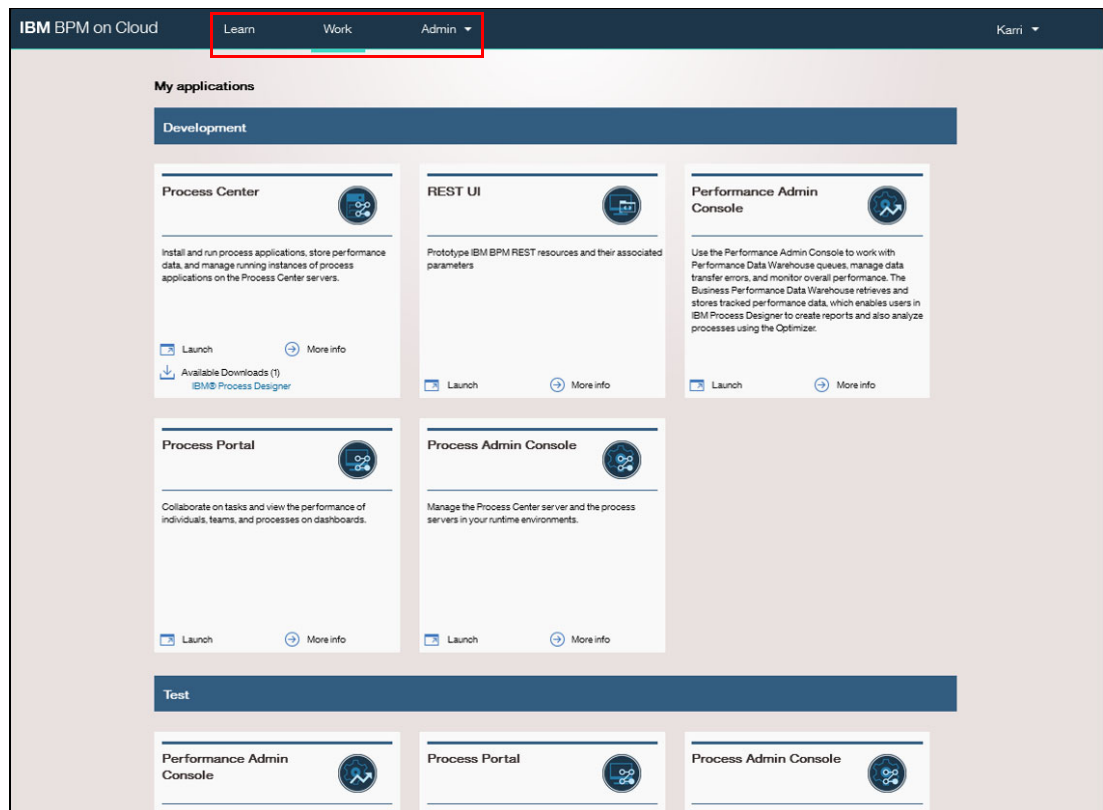 IBM BPM on Cloud Learn Work Admin Karri
My applications
Development
Process Center
Install and run process applications, store performance
data, and manage running instances of process
applications on the Process Center servers.
Launch More info
Available Downloads (1)
IBM® Process Designer
REST UI
Prototype IBM BPM REST resources and their associated
parameters
Launch More info
Performance Admin
Console
Use the Performance Admin Console to work with
Performance Data Warehouse queues, manage data
transfer errors, and monitor overall performance. The
Business Performance Data Warehouse retrieves and
stores tracked performance data, which enables users in
IBM Process Designer to create reports and also analyze
processes using the Optimizer.
Launch More info
Process Portal
Collaborate on tasks and view the performance of
individuals, teams, and processes on dashboards.
Launch More info
Process Admin Console
Manage the Process Center server and the process
servers in your runtime environments.
Launch More info
Test
Performance Admin
Console
Process Portal
Process Admin Console